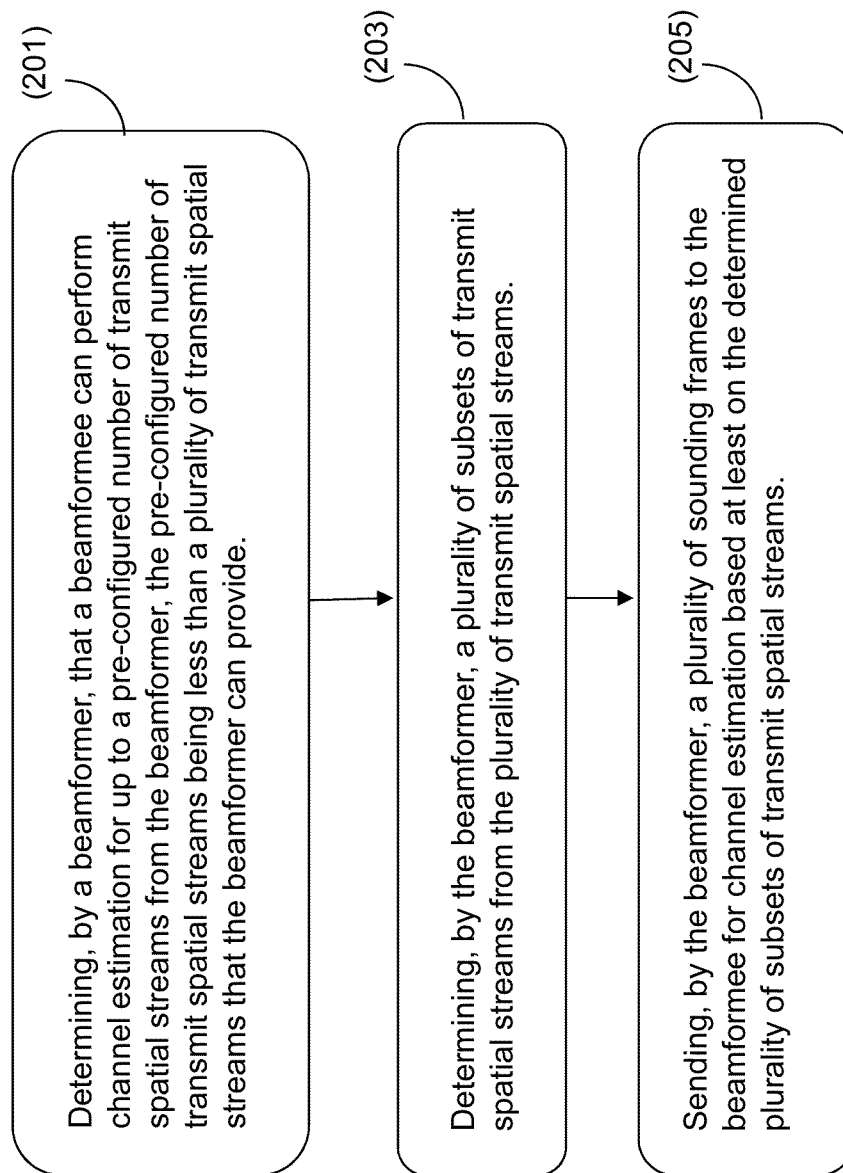 (201)
Determining, by a beamformer, that a beamformee can perform
channel estimation for up to a pre-configured number of transmit
spatial streams from the beamformer, the pre-configured number of
transmit spatial streams being less than a plurality of transmit spatial
streams that the beamformer can provide.
(203)
Determining, by the beamformer, a plurality of subsets of transmit
spatial streams from the plurality of transmit spatial streams.
(205)
Sending, by the beamformer, a plurality of sounding frames to the
beamformee for channel estimation based at least on the determined
plurality of subsets of transmit spatial streams.